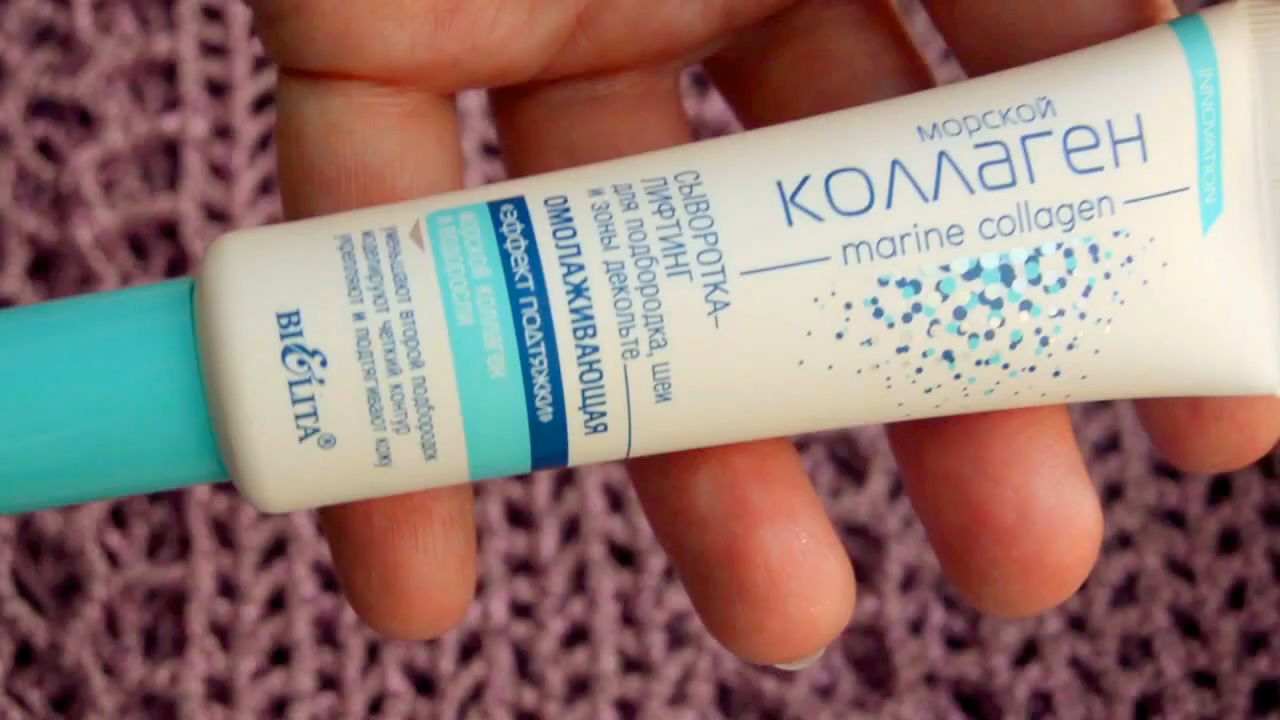 INNOVATION
МОРСКОЙ
КОЛЛАГЕН
marine collagen
СЫВОРОТКА-
ЛИФТИНГ
для подбородка, шеи
и зоны декольте
ОМОЛАЖИВАЮЩАЯ
«эффект подтяжки»
МОРСКОЙ КОЛЛАГЕН
& ВОДОРОСЛИ
уменьшают второй подбородок
моделируют четкий контур
укрепляют и подтягивают кожу
BIELITA®